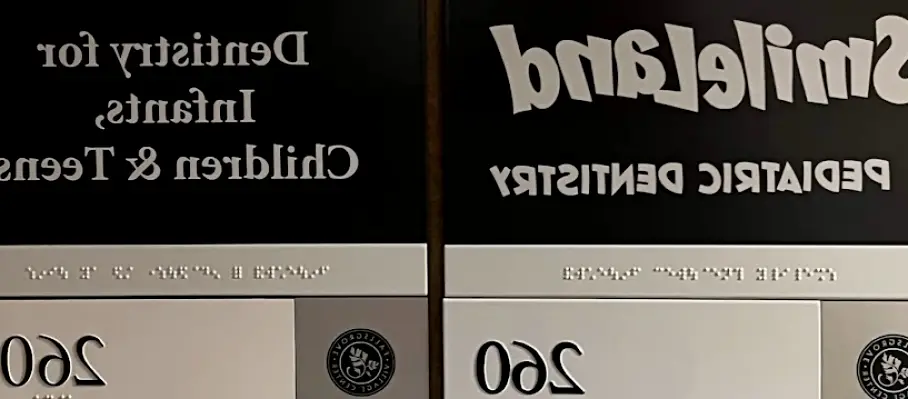 SmileLand
PEDIATRIC DENTISTRY
260
Dentistry for
Infants,
Children & Teens
260